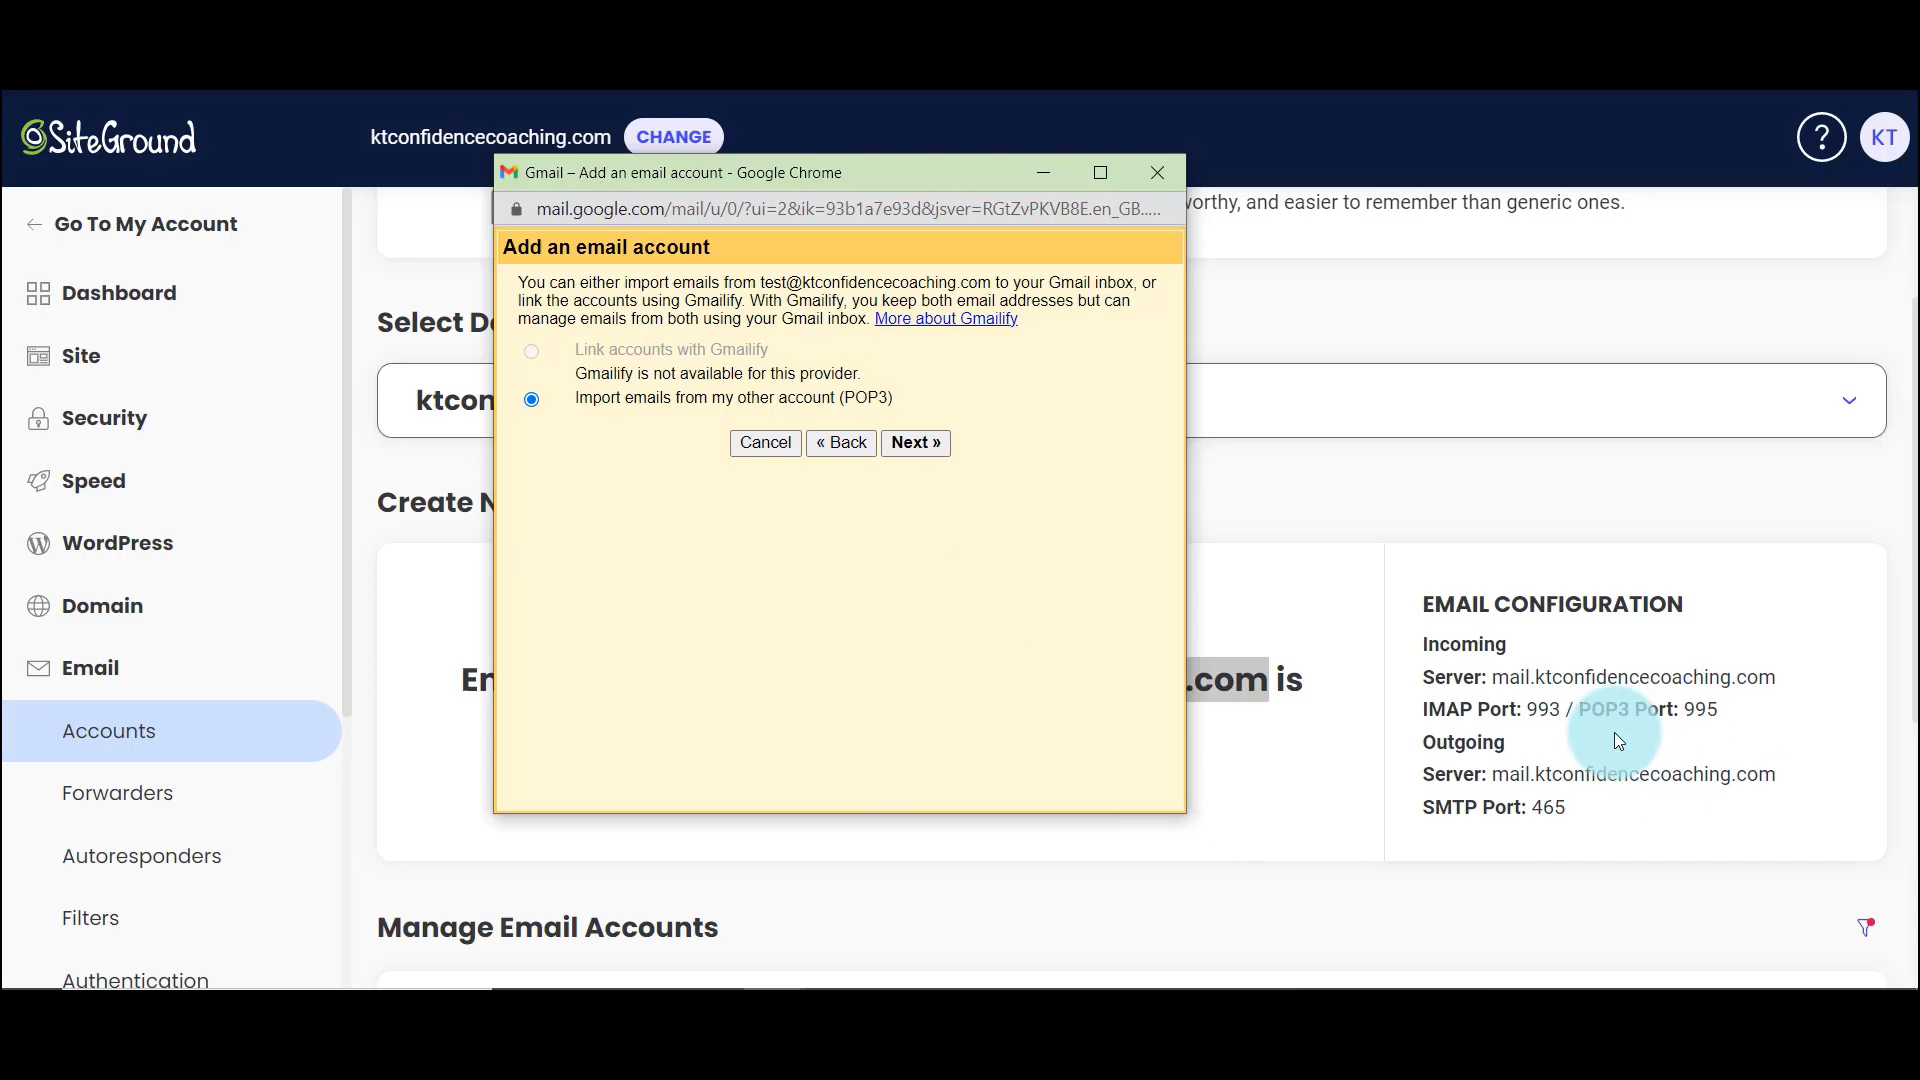 SiteGround
ktconfidencecoaching.com CHANGE
? KT
Gmail – Add an email account - Google Chrome
mail.google.com/mail/u/0/?ui=2&ik=93b1a7e93d&jsver=RGtZvPKVB8E.en_GB.....
Add an email account
You can either import emails from test@ktconfidencecoaching.com to your Gmail inbox, or
link the accounts using Gmailify. With Gmailify, you keep both email addresses but can
manage emails from both using your Gmail inbox. More about Gmailify
Link accounts with Gmailify
Gmailify is not available for this provider.
Import emails from my other account (POP3)
Cancel « Back Next »
Go To My Account
Dashboard
Site
Security
Speed
WordPress
Domain
Email
Accounts
Forwarders
Autoresponders
Filters
Authentication
and easier to remember than generic ones.
Select
ktcon
Create
.com is
EMAIL CONFIGURATION
Incoming
Server: mail.ktconfidencecoaching.com
IMAP Port: 993 / POP3 Port: 995
Outgoing
Server: mail.ktconfidencecoaching.com
SMTP Port: 465
Manage Email Accounts